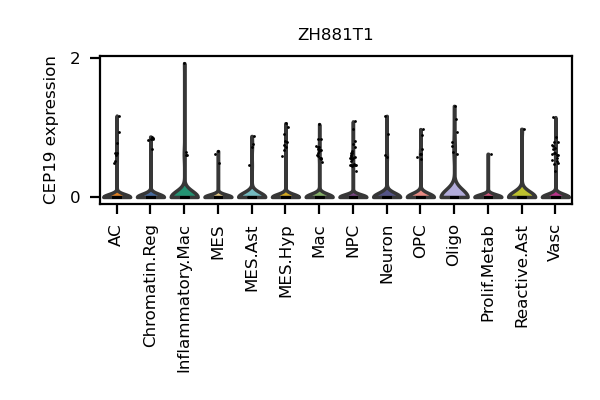 ZH881T1
CEP19 expression
2
0
AC
Chromatin.Reg
Inflammatory.Mac
MES
MES.Ast
MES.Hyp
Mac
NPC
Neuron
OPC
Oligo
Prolif.Metab
Reactive.Ast
Vasc